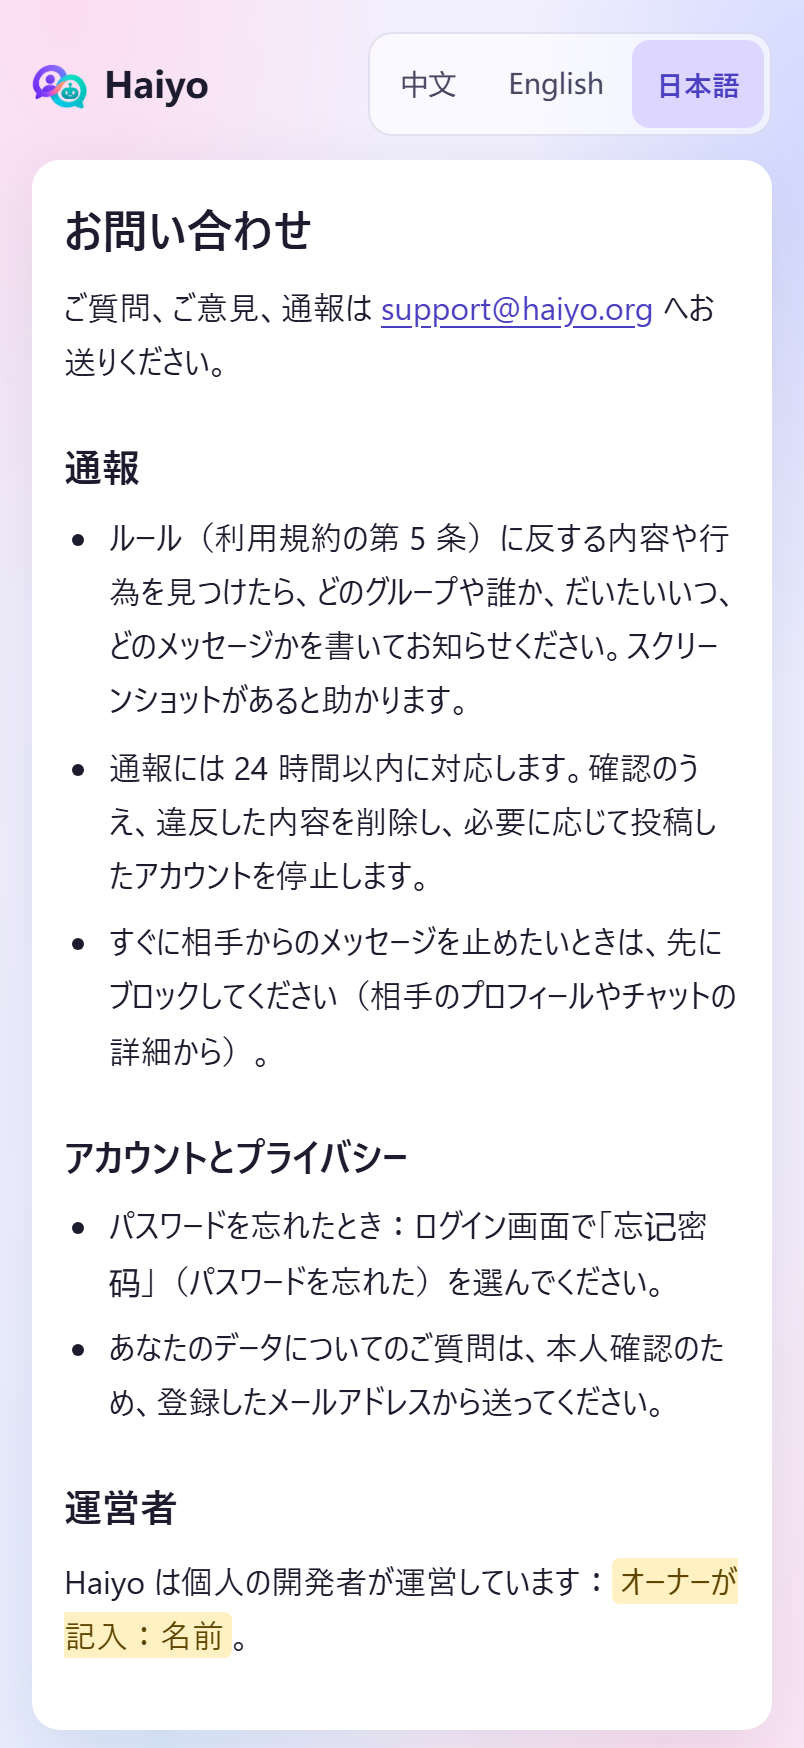 Haiyo
中文 English 日本語
お問い合わせ
ご質問、ご意見、通報は support@haiyo.org へお
送りください。
通報
• ルール（利用規約の第 5 条）に反する内容や行
為を見つけたら、どのグループや誰か、だいたいいつ、
どのメッセージかを書いてお知らせください。スクリー
ンショットがあると助かります。
• 通報には 24 時間以内に対応します。確認のう
え、違反した内容を削除し、必要に応じて投稿し
たアカウントを停止します。
• すぐに相手からのメッセージを止めたいときは、先に
ブロックしてください（相手のプロフィールやチャットの
詳細から）。
アカウントとプライバシー
• パスワードを忘れたとき：ログイン画面で「忘记密
码」（パスワードを忘れた）を選んでください。
• あなたのデータについてのご質問は、本人確認のた
め、登録したメールアドレスから送ってください。
運営者
Haiyo は個人の開発者が運営しています：オーナーが
記入：名前。